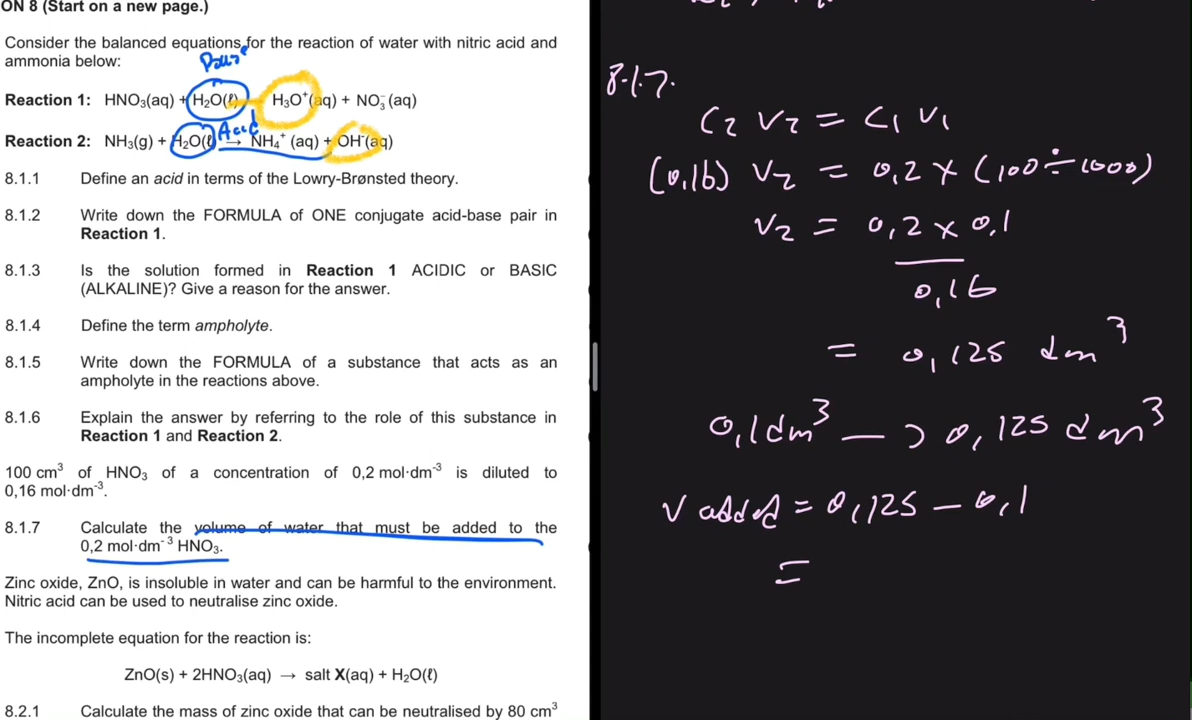 ON 8 (Start on a new page.)
Consider the balanced equations for the reaction of water with nitric acid and
ammonia below:
Reaction 1: HNO₃(aq) + H₂O(ℓ) H₃O⁺(aq) + NO₃⁻(aq)
Acid
Reaction 2: NH₃(g) + H₂O(ℓ) → NH₄⁺ (aq) + OH⁻(aq)
8.1.1 Define an acid in terms of the Lowry-Brønsted theory.
8.1.2 Write down the FORMULA of ONE conjugate acid-base pair in
Reaction 1.
8.1.3 Is the solution formed in Reaction 1 ACIDIC or BASIC
(ALKALINE)? Give a reason for the answer.
8.1.4 Define the term ampholyte.
8.1.5 Write down the FORMULA of a substance that acts as an
ampholyte in the reactions above.
8.1.6 Explain the answer by referring to the role of this substance in
Reaction 1 and Reaction 2.
100 cm³ of HNO₃ of a concentration of 0,2 mol·dm⁻³ is diluted to
0,16 mol·dm⁻³.
8.1.7 Calculate the volume of water that must be added to the
0,2 mol·dm⁻³ HNO₃.
Zinc oxide, ZnO, is insoluble in water and can be harmful to the environment.
Nitric acid can be used to neutralise zinc oxide.
The incomplete equation for the reaction is:
ZnO(s) + 2HNO₃(aq) → salt X(aq) + H₂O(ℓ)
8.2.1 Calculate the mass of zinc oxide that can be neutralised by 80 cm³
8.1.7.
C₂ V₂ = C₁ V₁
(0,16) V₂ = 0,2 × (100 ÷ 1000)
V₂ = 0,2 × 0,1
0,16
= 0,125 dm³
0,1 dm³ —> 0,125 dm³
V added = 0,125 – 0,1
=